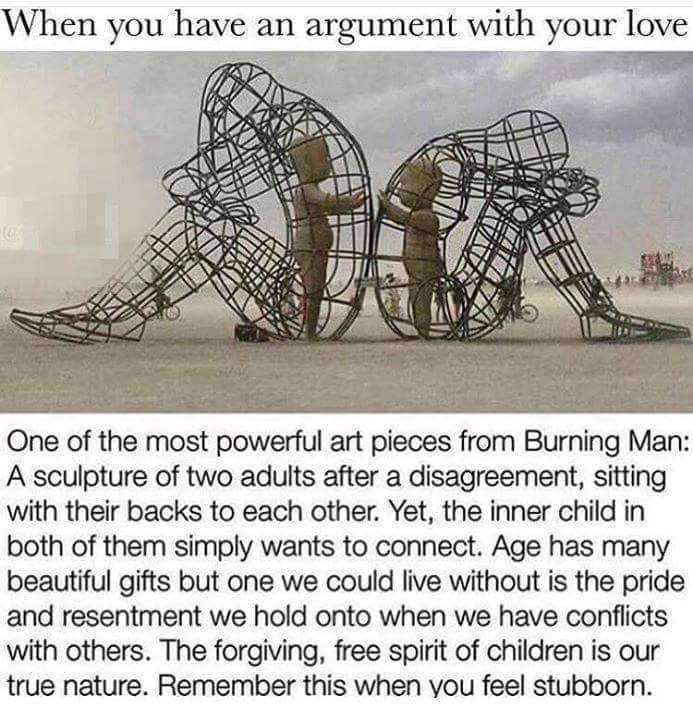 When you have an argument with your love
One of the most powerful art pieces from Burning Man:
A sculpture of two adults after a disagreement, sitting
with their backs to each other. Yet, the inner child in
both of them simply wants to connect. Age has many
beautiful gifts but one we could live without is the pride
and resentment we hold onto when we have conflicts
with others. The forgiving, free spirit of children is our
true nature. Remember this when you feel stubborn.